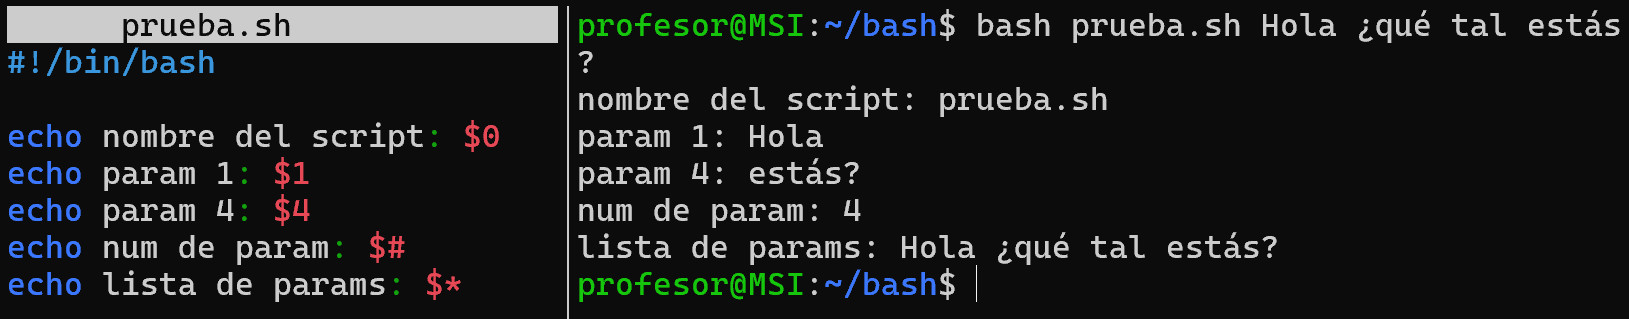 prueba.sh
#!/bin/bash
echo nombre del script: $0
echo param 1: $1
echo param 4: $4
echo num de param: $#
echo lista de params: $*
profesor@MSI:~/bash$ bash prueba.sh Hola ¿qué tal estás
?
nombre del script: prueba.sh
param 1: Hola
param 4: estás?
num de param: 4
lista de params: Hola ¿qué tal estás?
profesor@MSI:~/bash$